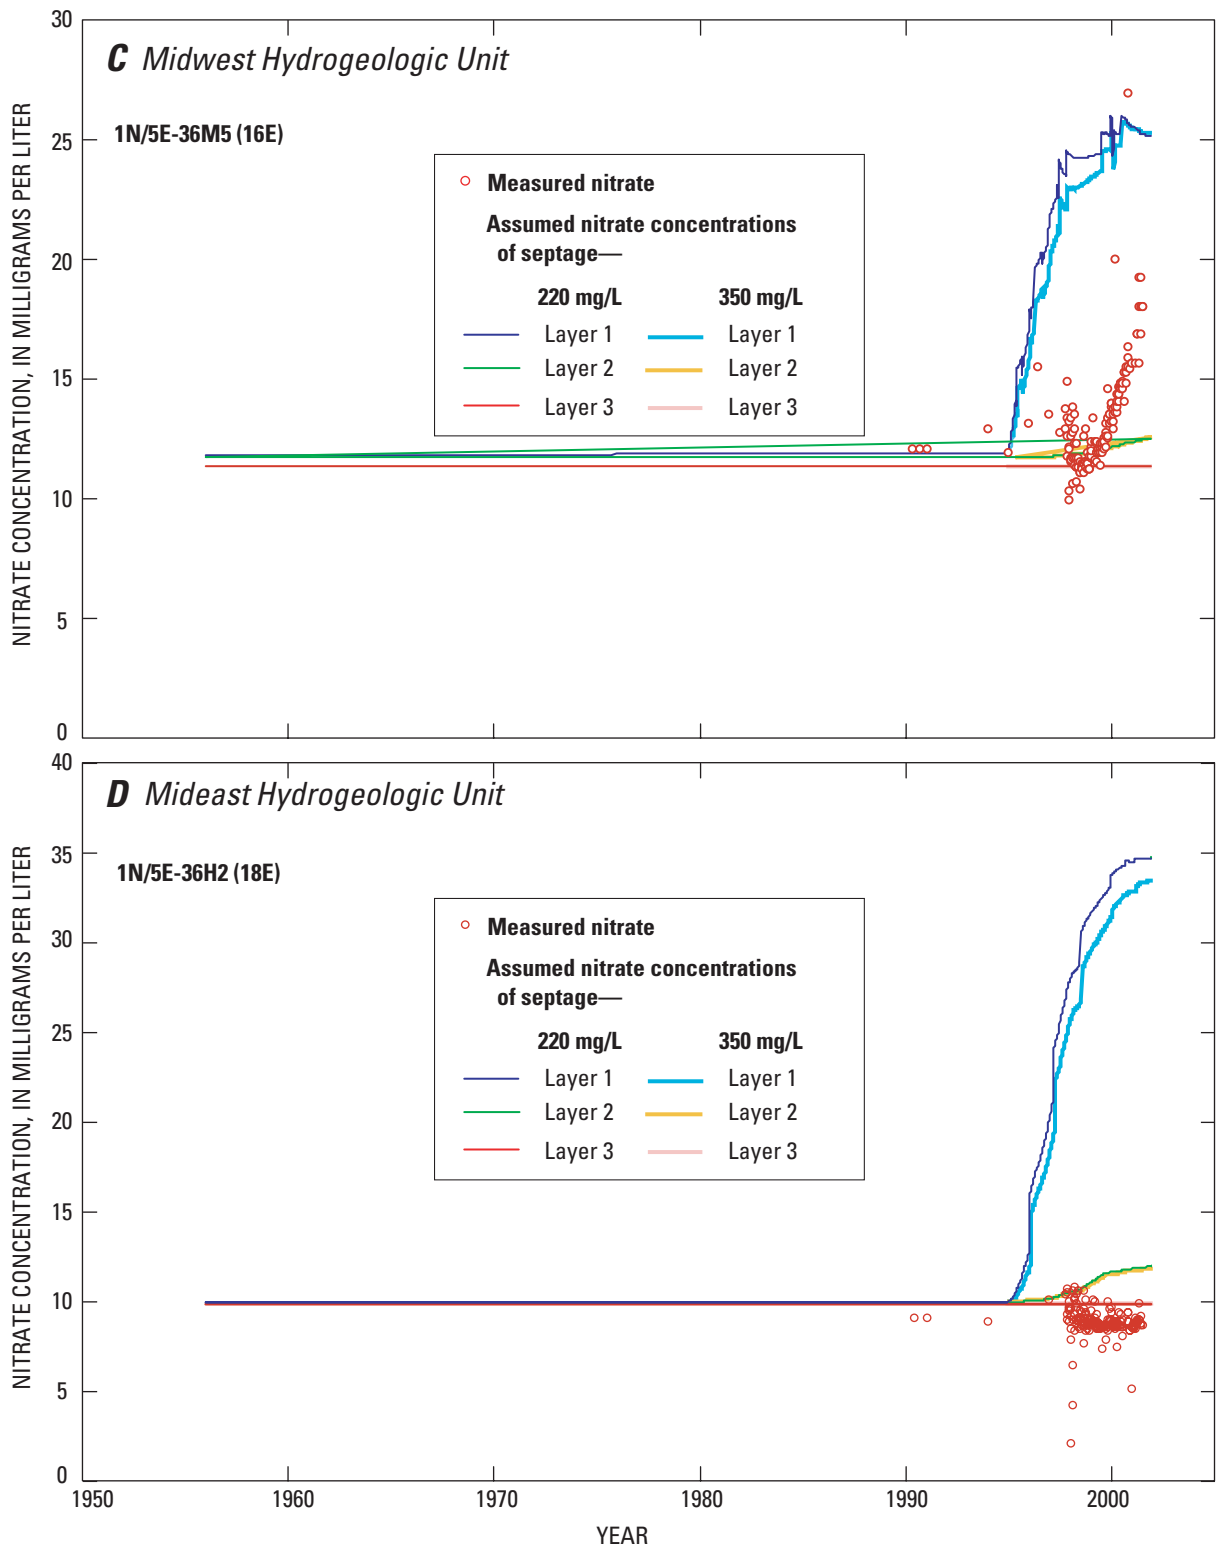 30
C Midwest Hydrogeologic Unit
1N/5E-36M5 (16E)
25
20
15
10
5
0
NITRATE CONCENTRATION, IN MILLIGRAMS PER LITER
Measured nitrate
Assumed nitrate concentrations
of septage—
220 mg/L 350 mg/L
Layer 1 Layer 1
Layer 2 Layer 2
Layer 3 Layer 3
40
D Mideast Hydrogeologic Unit
1N/5E-36H2 (18E)
35
30
25
20
15
10
5
0
NITRATE CONCENTRATION, IN MILLIGRAMS PER LITER
Measured nitrate
Assumed nitrate concentrations
of septage—
220 mg/L 350 mg/L
Layer 1 Layer 1
Layer 2 Layer 2
Layer 3 Layer 3
1950 1960 1970 1980 1990 2000
YEAR